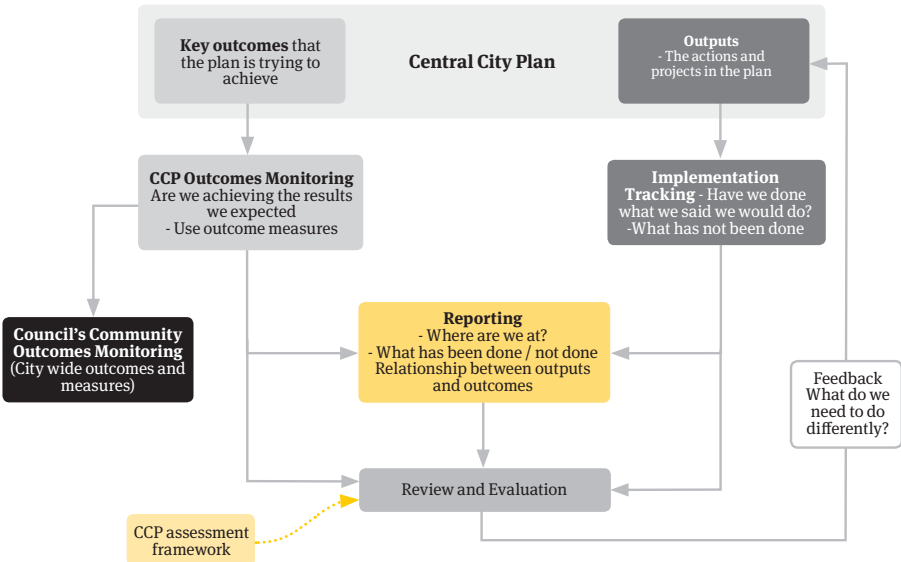 Key outcomes that
the plan is trying to
achieve
Central City Plan
Outputs
- The actions and
projects in the plan
CCP Outcomes Monitoring
Are we achieving the results
we expected
- Use outcome measures
Implementation
Tracking - Have we done
what we said we would do?
-What has not been done
Council's Community
Outcomes Monitoring
(City wide outcomes and
measures)
Reporting
- Where are we at?
- What has been done / not done
Relationship between outputs
and outcomes
Feedback
What do we
need to do
differently?
Review and Evaluation
CCP assessment
framework